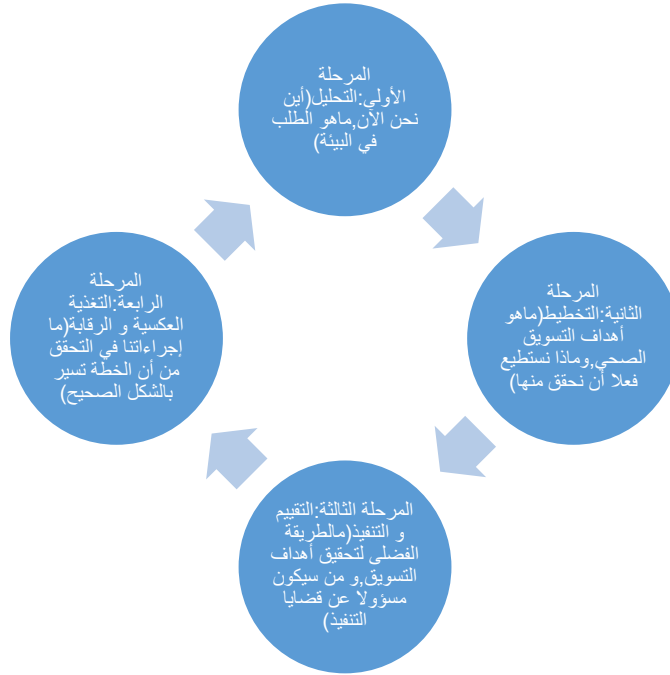 المرحلة
الأولى:التحليل(أين
نحن الآن,ماهو الطلب
في البيئة)
المرحلة
الثانية:التخطيط(ماهو
أهداف التسويق
الصحي,وماذا نستطيع
فعلا أن نحقق منها)
المرحلة الثالثة:التقييم
و التنفيذ(مالطريقة
الفضلى لتحقيق أهداف
التسويق,و من سيكون
مسؤولا عن قضايا
التنفيذ)
المرحلة
الرابعة:التغذية
العكسية و الرقابة(ما
إجراءاتنا في التحقق
من أن الخطة تسير
بالشكل الصحيح)